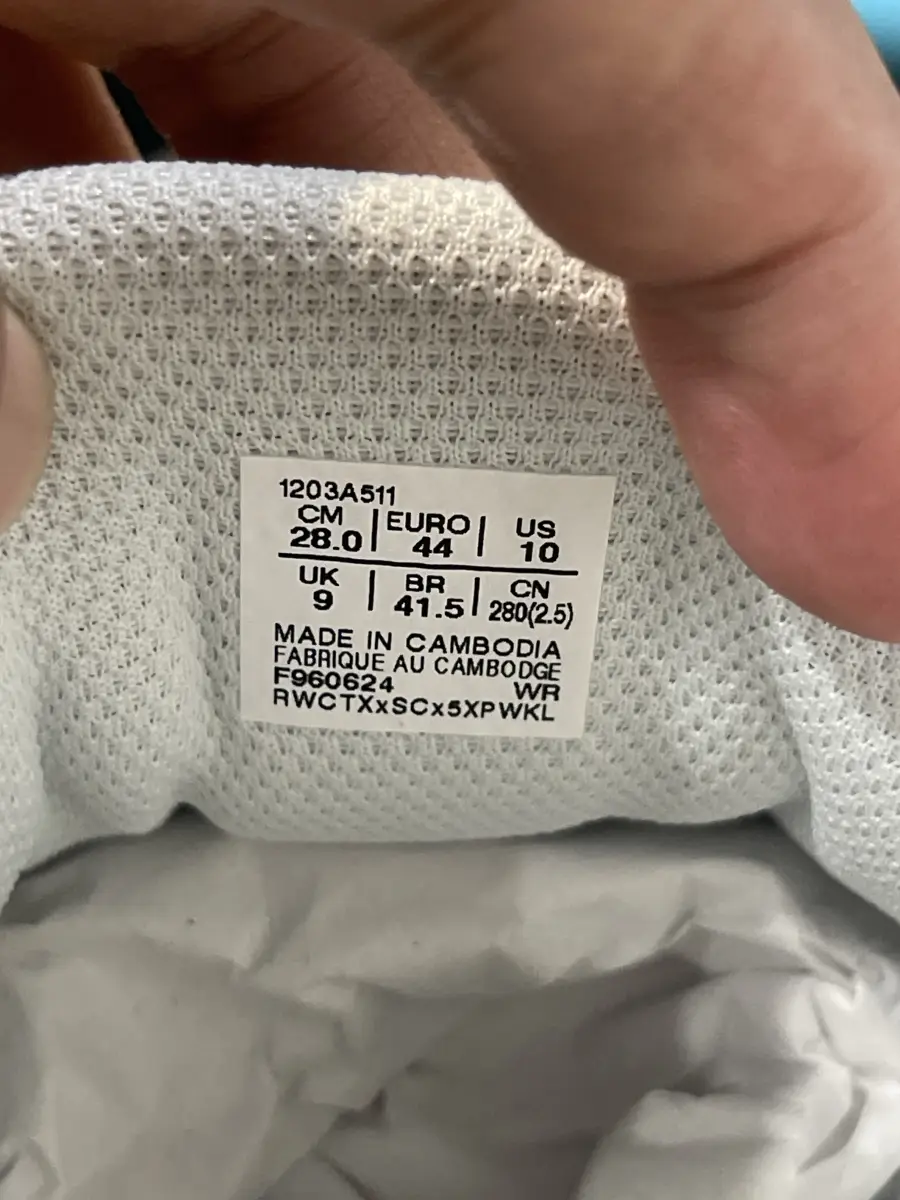 1203A511
CM | EURO | US
28.0 | 44 | 10
UK | BR | CN
9 | 41.5 | 280(2.5)
MADE IN CAMBODIA
FABRIQUE AU CAMBODGE
F960624 WR
RWCTXxSCx5XPWKL